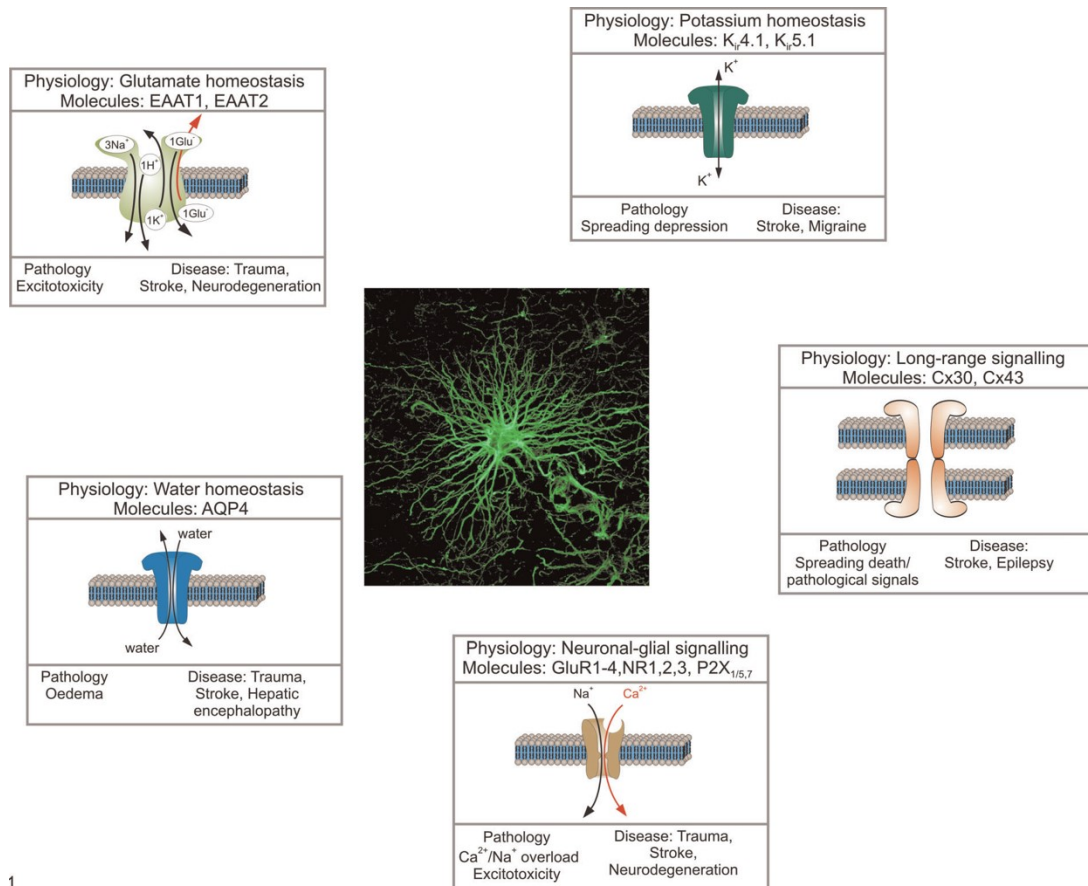 Physiology: Potassium homeostasis
Molecules: Kir4.1, Kir5.1
K⁺
K⁺
Pathology
Spreading depression
Disease:
Stroke, Migraine
Physiology: Glutamate homeostasis
Molecules: EAAT1, EAAT2
3Na⁺
1Glu⁻
1H⁺
1K⁺
1Glu⁻
Pathology
Excitotoxicity
Disease: Trauma,
Stroke, Neurodegeneration
Physiology: Long-range signalling
Molecules: Cx30, Cx43
Pathology
Spreading death/
pathological signals
Disease:
Stroke, Epilepsy
Physiology: Water homeostasis
Molecules: AQP4
water
water
Pathology
Oedema
Disease: Trauma,
Stroke, Hepatic
encephalopathy
Physiology: Neuronal-glial signalling
Molecules: GluR1-4,NR1,2,3, P2X1/5,7
Na⁺
Ca²⁺
Pathology
Ca²⁺/Na⁺ overload
Excitotoxicity
Disease: Trauma,
Stroke,
Neurodegeneration
1